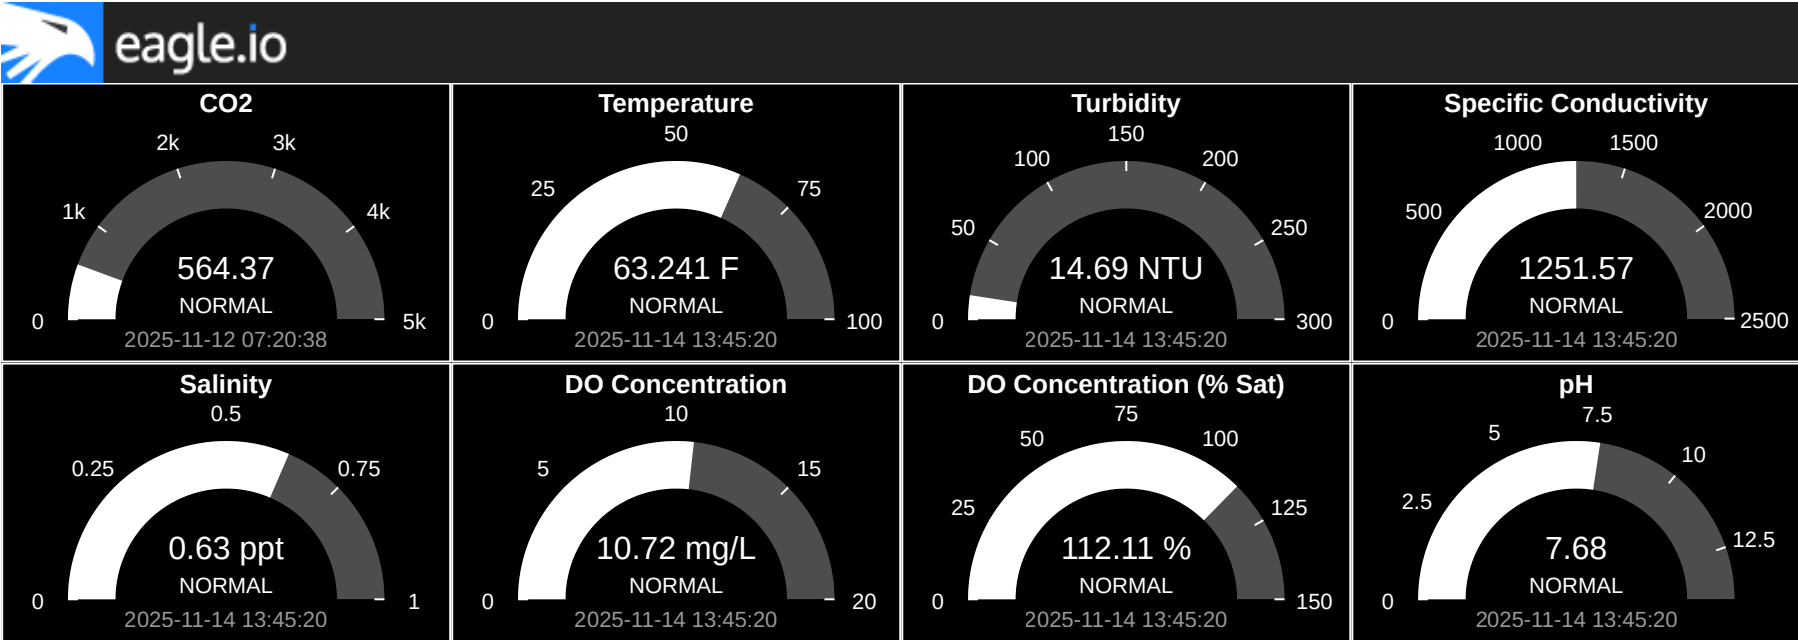 eagle.io
CO2
2k
3k
1k
4k
564.37
NORMAL
0
5k
2025-11-12 07:20:38
Temperature
50
25
75
63.241 F
NORMAL
0
100
2025-11-14 13:45:20
Turbidity
150
100
200
50
250
14.69 NTU
NORMAL
0
300
2025-11-14 13:45:20
Specific Conductivity
1000
1500
500
2000
1251.57
NORMAL
0
2500
2025-11-14 13:45:20
Salinity
0.5
0.25
0.75
0.63 ppt
NORMAL
0
1
2025-11-14 13:45:20
DO Concentration
10
5
15
10.72 mg/L
NORMAL
0
20
2025-11-14 13:45:20
DO Concentration (% Sat)
75
50
100
25
125
112.11 %
NORMAL
0
150
2025-11-14 13:45:20
pH
7.5
5
10
2.5
12.5
7.68
NORMAL
0
2025-11-14 13:45:20